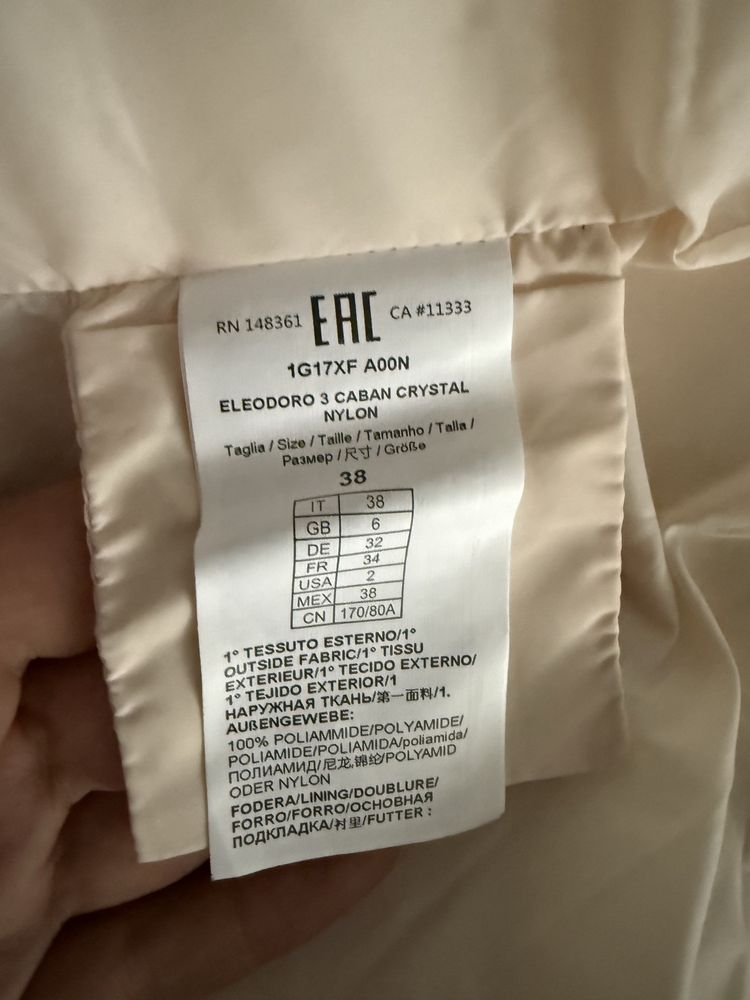 RN 148361 EAC CA #11333
1G17XF A00N
ELEODORO 3 CABAN CRYSTAL
NYLON
Taglia / Size / Taille / Tamanho / Talla /
Размер / 尺寸 / Größe
38
IT 38
GB 6
DE 32
FR 34
USA 2
MEX 38
CN 170/80A
1° TESSUTO ESTERNO/1°
OUTSIDE FABRIC/1° TISSU
EXTERIEUR/1° TECIDO EXTERNO/
1° TEJIDO EXTERIOR/1
НАРУЖНАЯ ТКАНЬ/第一面料/1.
AUßENGEWEBE:
100% POLIAMMIDE/POLYAMIDE/
POLIAMIDE/POLIAMIDA/poliamida/
ПОЛИАМИД/尼龙,锦纶/POLYAMID
ODER NYLON
FODERA/LINING/DOUBLURE/
FORRO/FORRO/ОСНОВНАЯ
ПОДКЛАДКА/衬里/FUTTER :